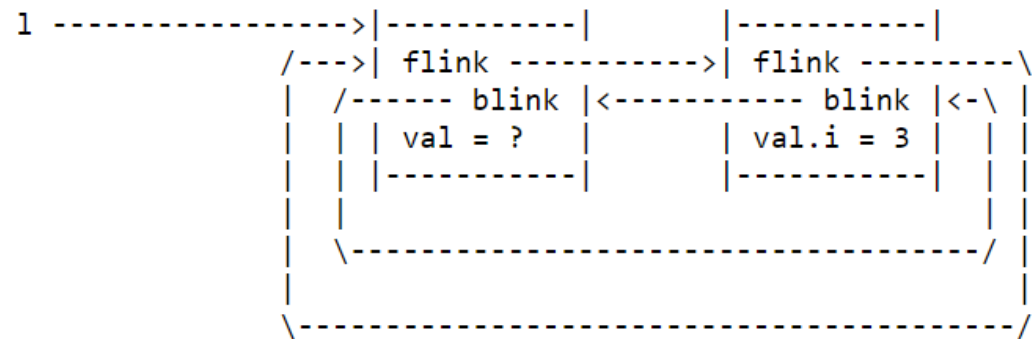 l ----------------->|-----------|       |-----------|
               /--->| flink ----------->| flink ---------\
               |  /------ blink |<----------- blink |<-\ |
               |  | | val = ?   |       | val.i = 3 |  | |
               |  | |-----------|       |-----------|  | |
               |  |                                    | |
               |  \------------------------------------/ |
               |                                         |
               \-----------------------------------------/